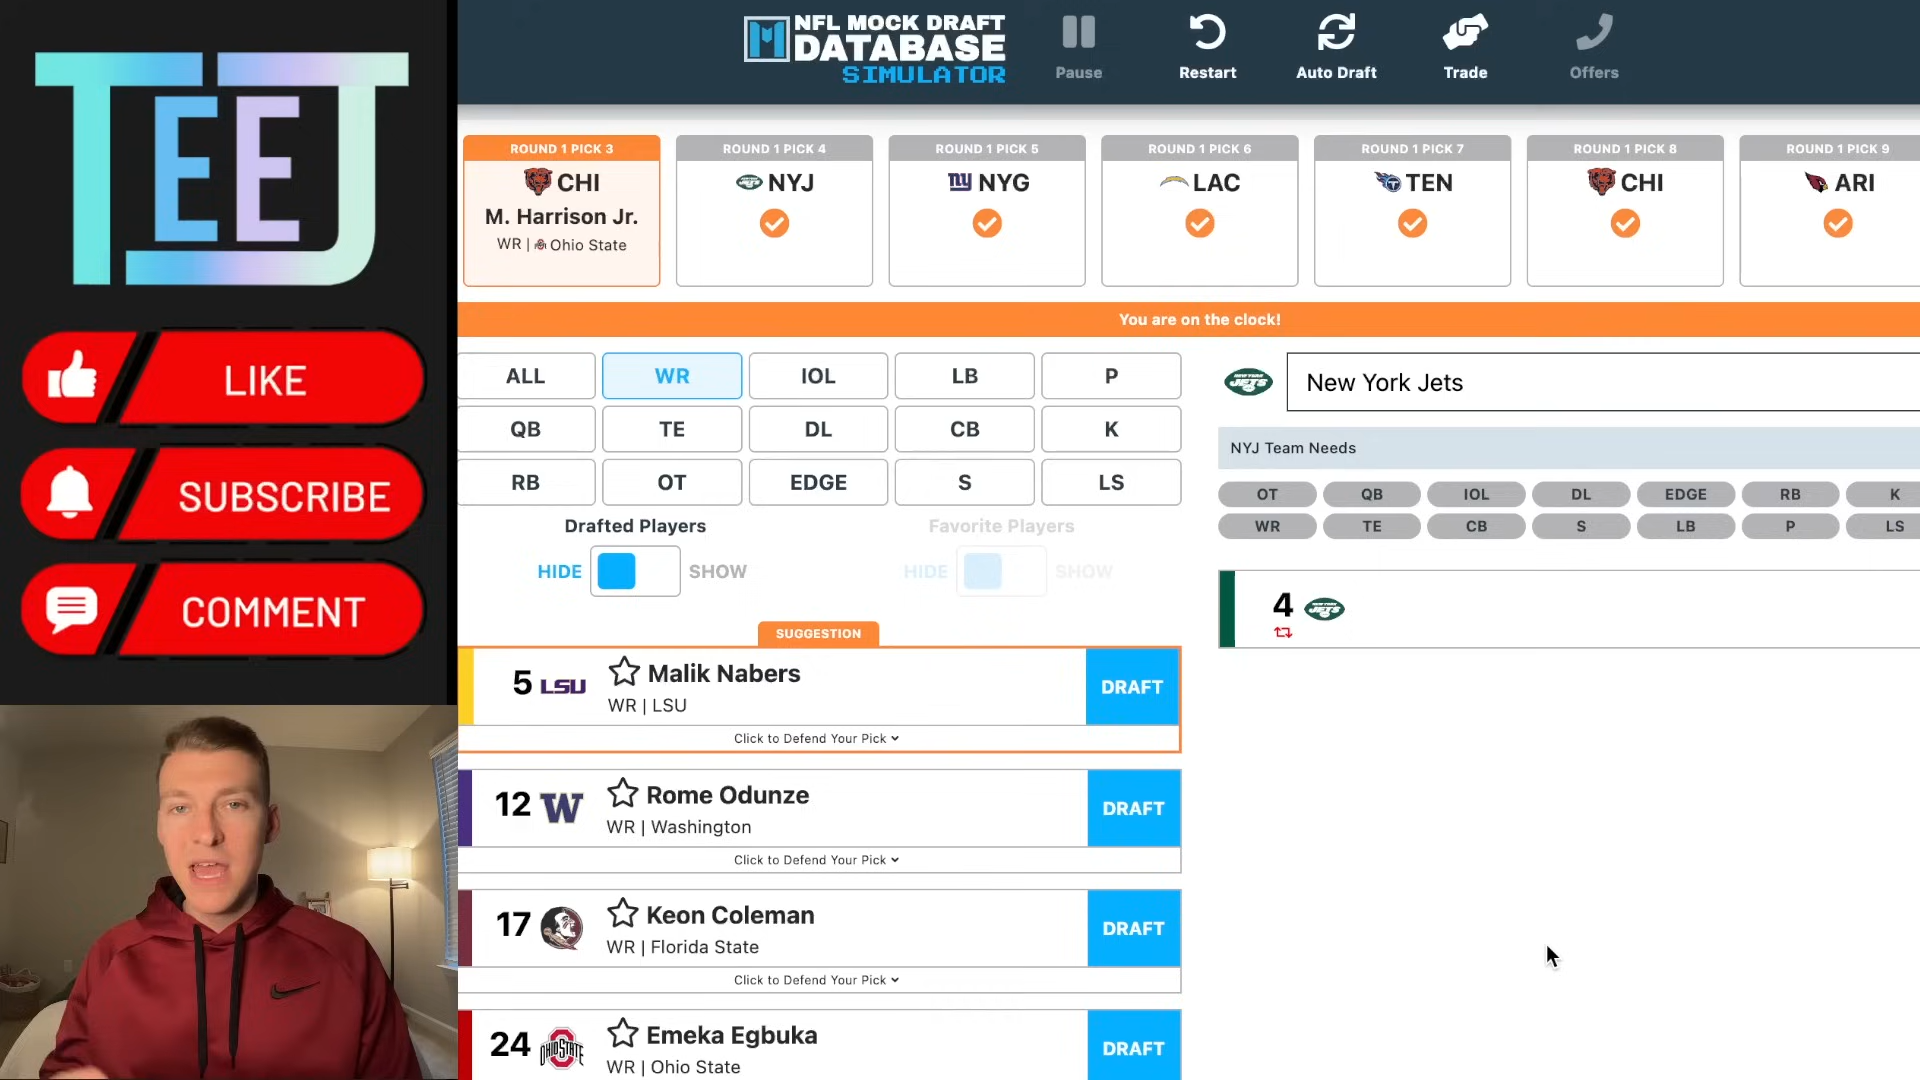 TEEJ
LIKE
SUBSCRIBE
COMMENT
NFL MOCK DRAFT
DATABASE
SIMULATOR
Pause
Restart
Auto Draft
Trade
Offers
ROUND 1 PICK 3
CHI
M. Harrison Jr.
WR | Ohio State
ROUND 1 PICK 4
NYJ
ROUND 1 PICK 5
ny NYG
ROUND 1 PICK 6
LAC
ROUND 1 PICK 7
TEN
ROUND 1 PICK 8
CHI
ROUND 1 PICK 9
ARI
You are on the clock!
ALL WR IOL LB P
QB TE DL CB K
RB OT EDGE S LS
Drafted Players
HIDE SHOW
Favorite Players
HIDE SHOW
SUGGESTION
5 LSU Malik Nabers
WR | LSU
DRAFT
Click to Defend Your Pick
12 W Rome Odunze
WR | Washington
DRAFT
Click to Defend Your Pick
17 Keon Coleman
WR | Florida State
DRAFT
Click to Defend Your Pick
24 OHIO STATE Emeka Egbuka
WR | Ohio State
DRAFT
JETS New York Jets
NYJ Team Needs
OT QB IOL DL EDGE RB K
WR TE CB S LB P LS
4 JETS